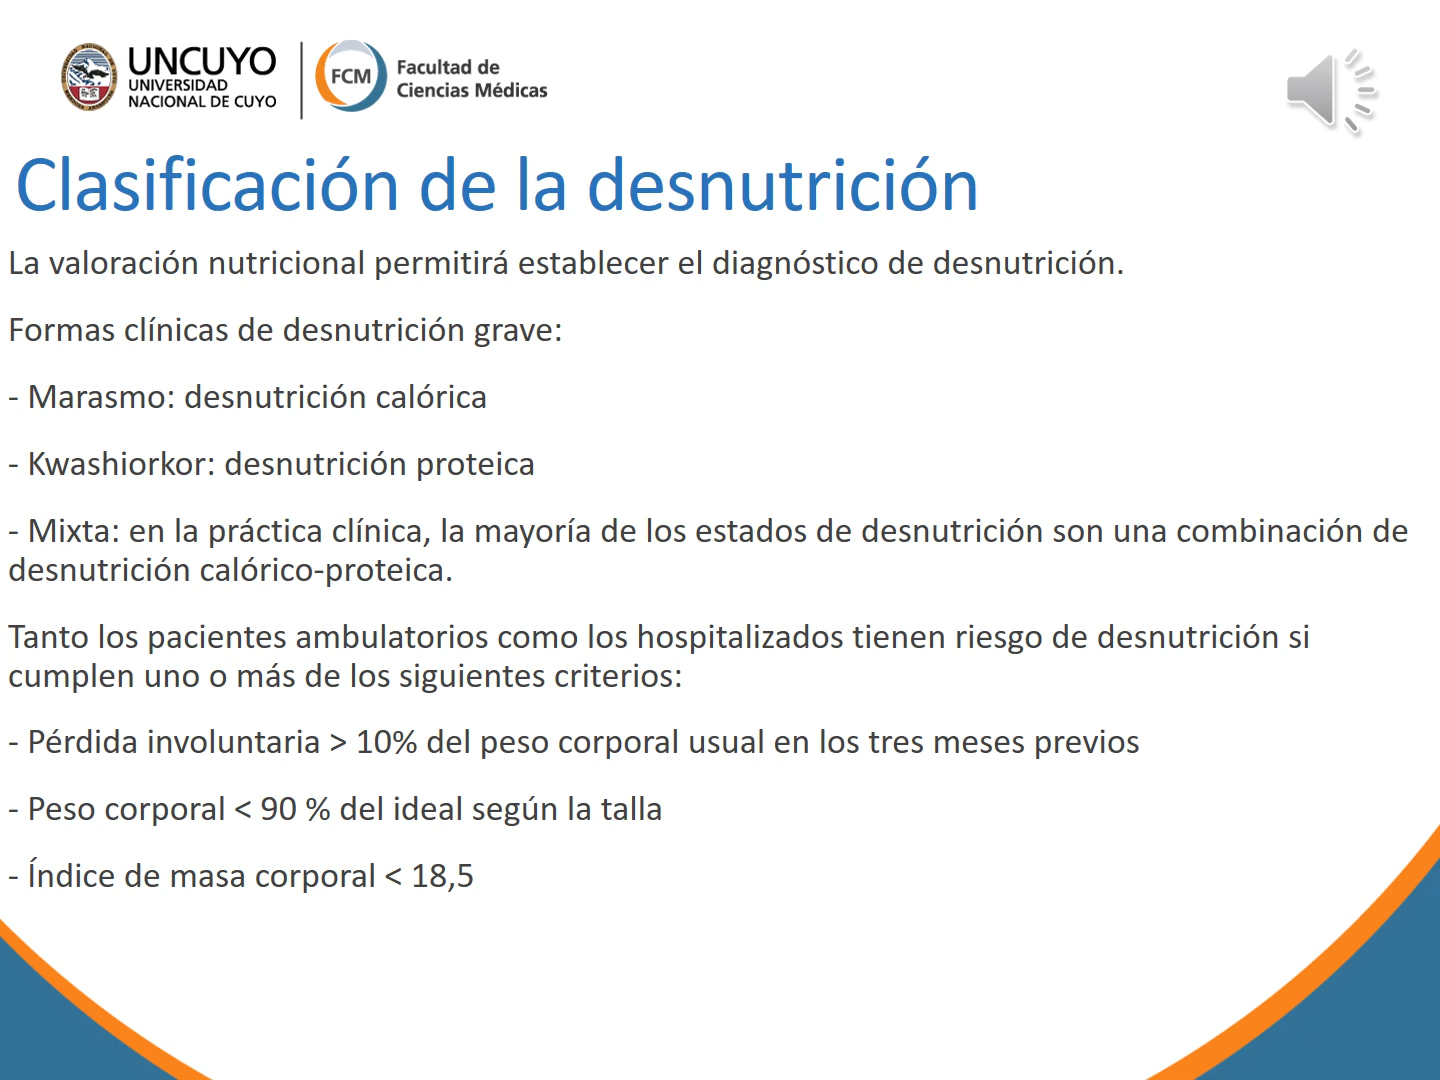 UNCUYO
UNIVERSIDAD
NACIONAL DE CUYO
FCM
Facultad de
Ciencias Médicas
Clasificación de la desnutrición
La valoración nutricional permitirá establecer el diagnóstico de desnutrición.
Formas clínicas de desnutrición grave:
- Marasmo: desnutrición calórica
- Kwashiorkor: desnutrición proteica
- Mixta: en la práctica clínica, la mayoría de los estados de desnutrición son una combinación de
desnutrición calórico-proteica.
Tanto los pacientes ambulatorios como los hospitalizados tienen riesgo de desnutrición si
cumplen uno o más de los siguientes criterios:
- Pérdida involuntaria > 10% del peso corporal usual en los tres meses previos
- Peso corporal < 90 % del ideal según la talla
- Índice de masa corporal < 18,5